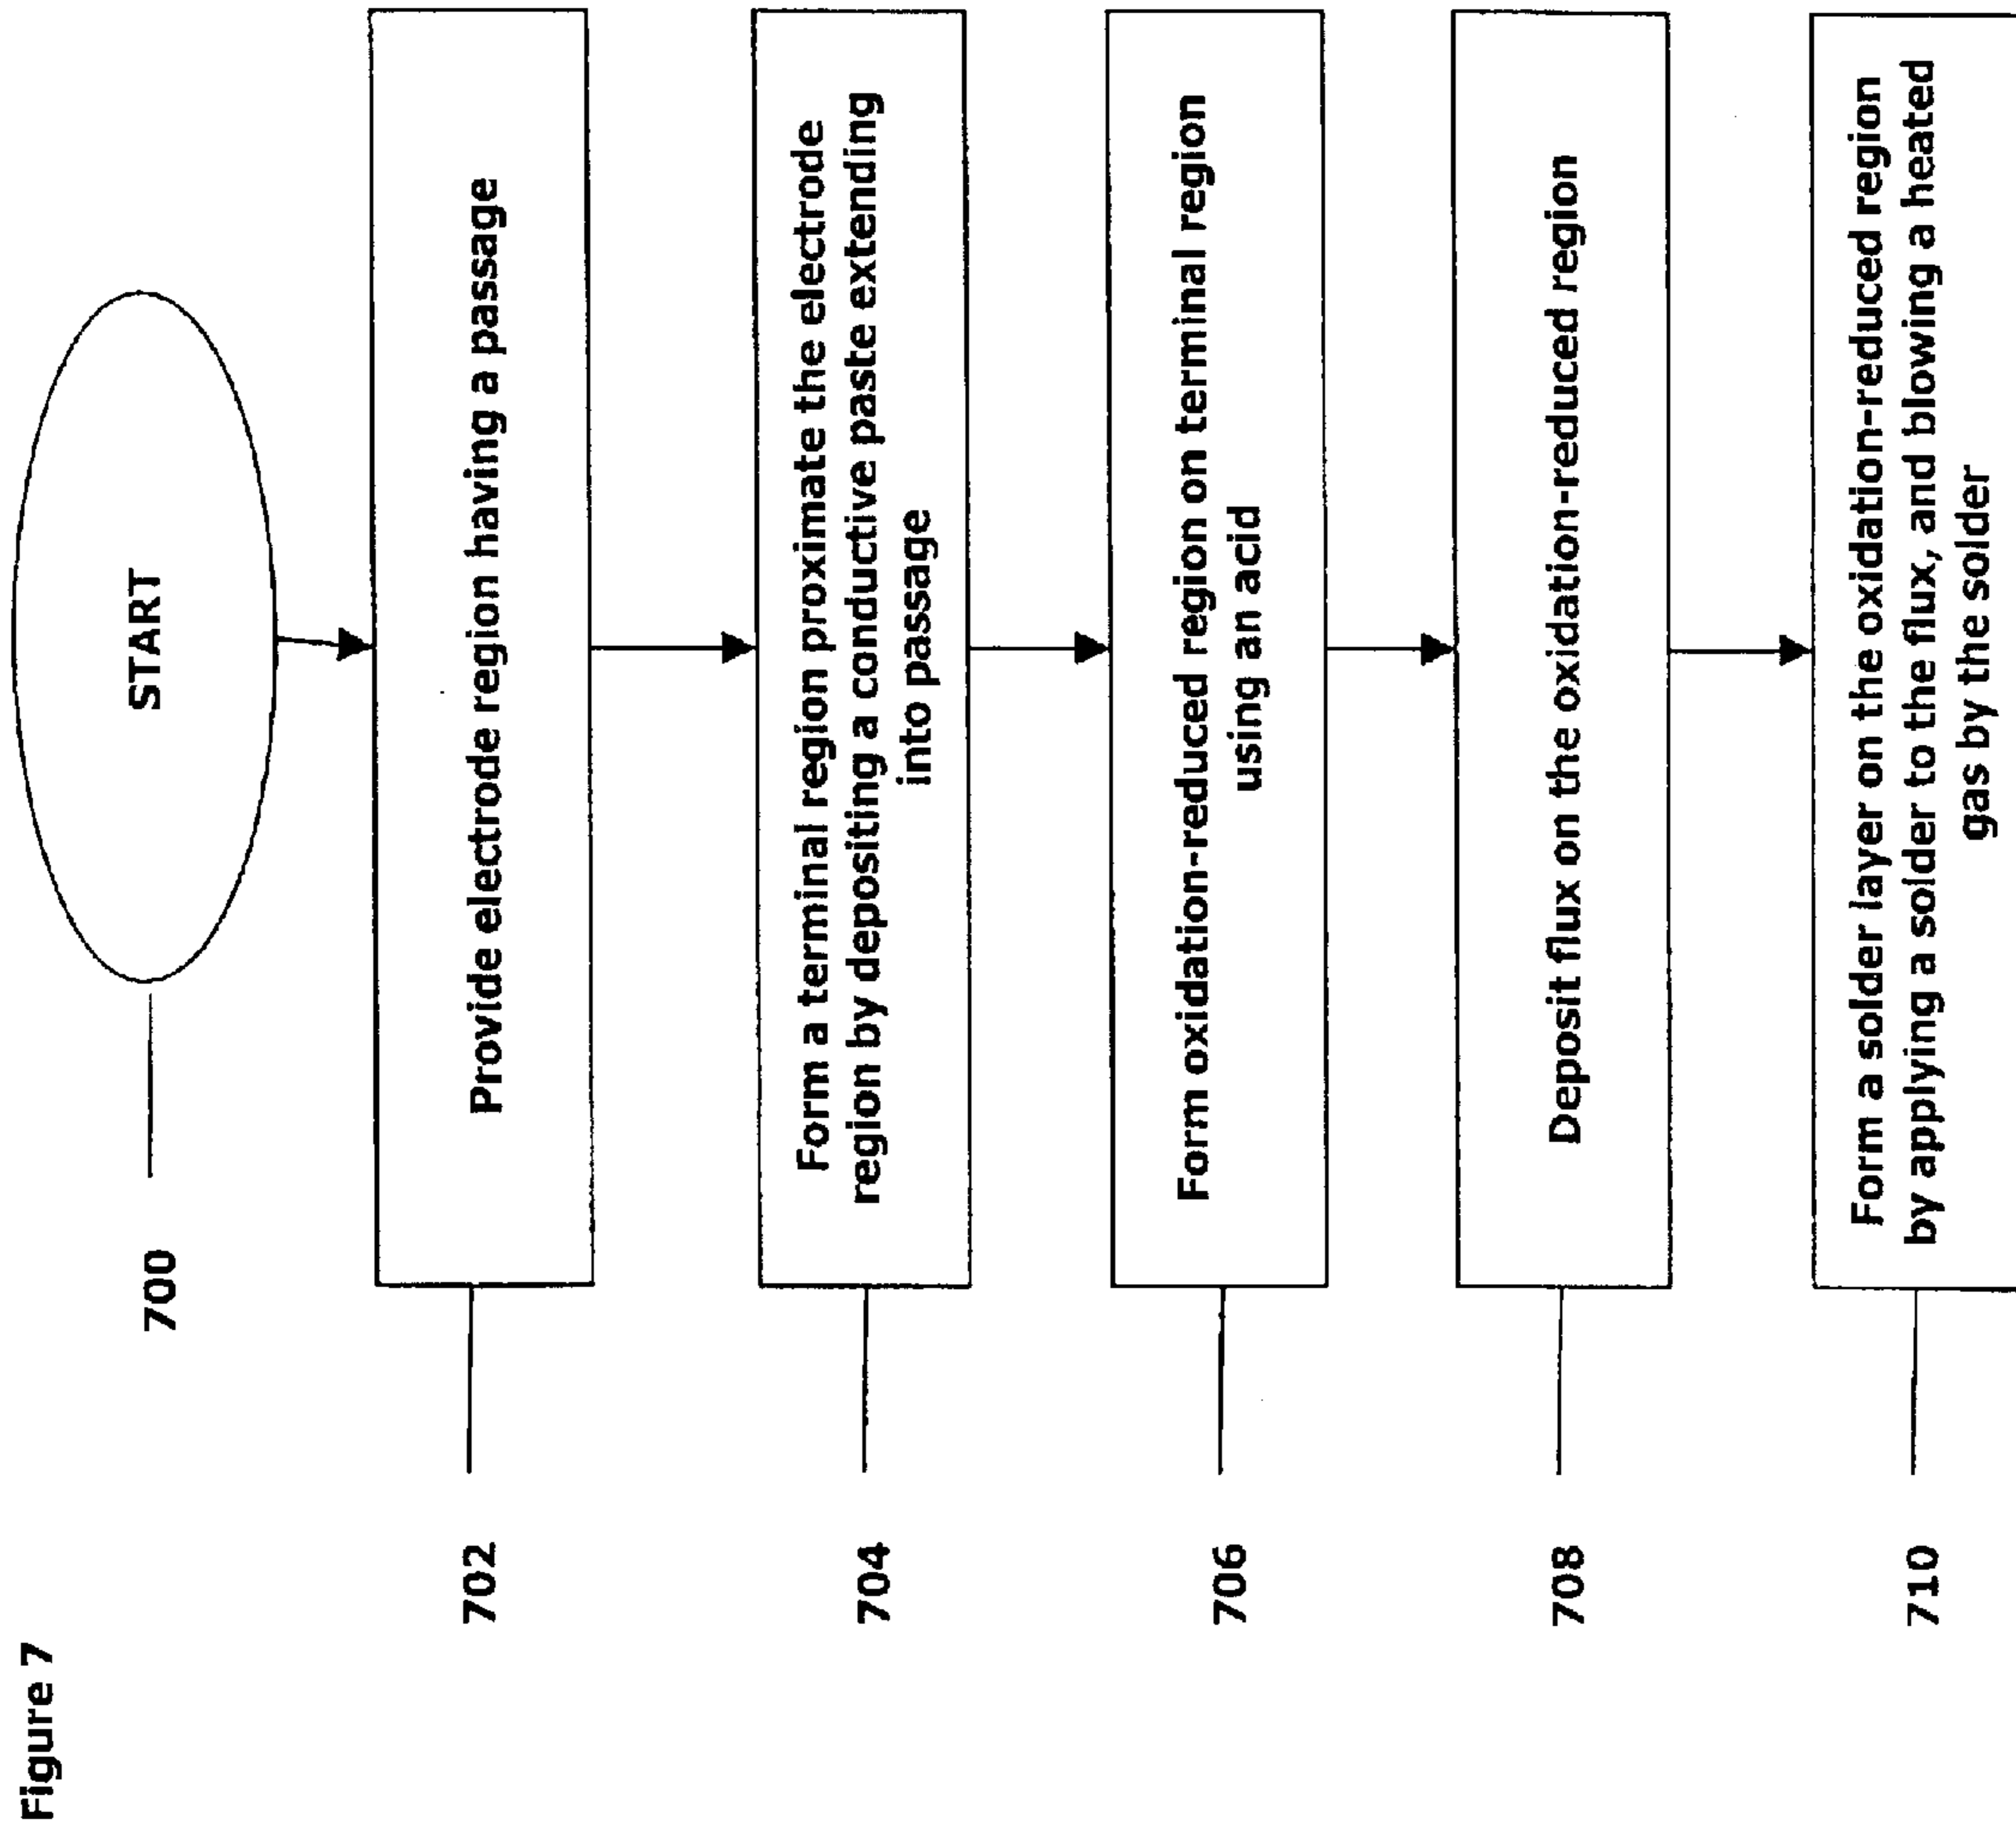 Figure 7
START
700
Provide electrode region having a passage
702
Form a terminal region proximate the electrode
region by depositing a conductive paste extending
into passage
704
Form oxidation-reduced region on terminal region
using an acid
706
Deposit flux on the oxidation-reduced region
708
Form a solder layer on the oxidation-reduced region
by applying a solder to the flux, and blowing a heated
gas by the solder
710